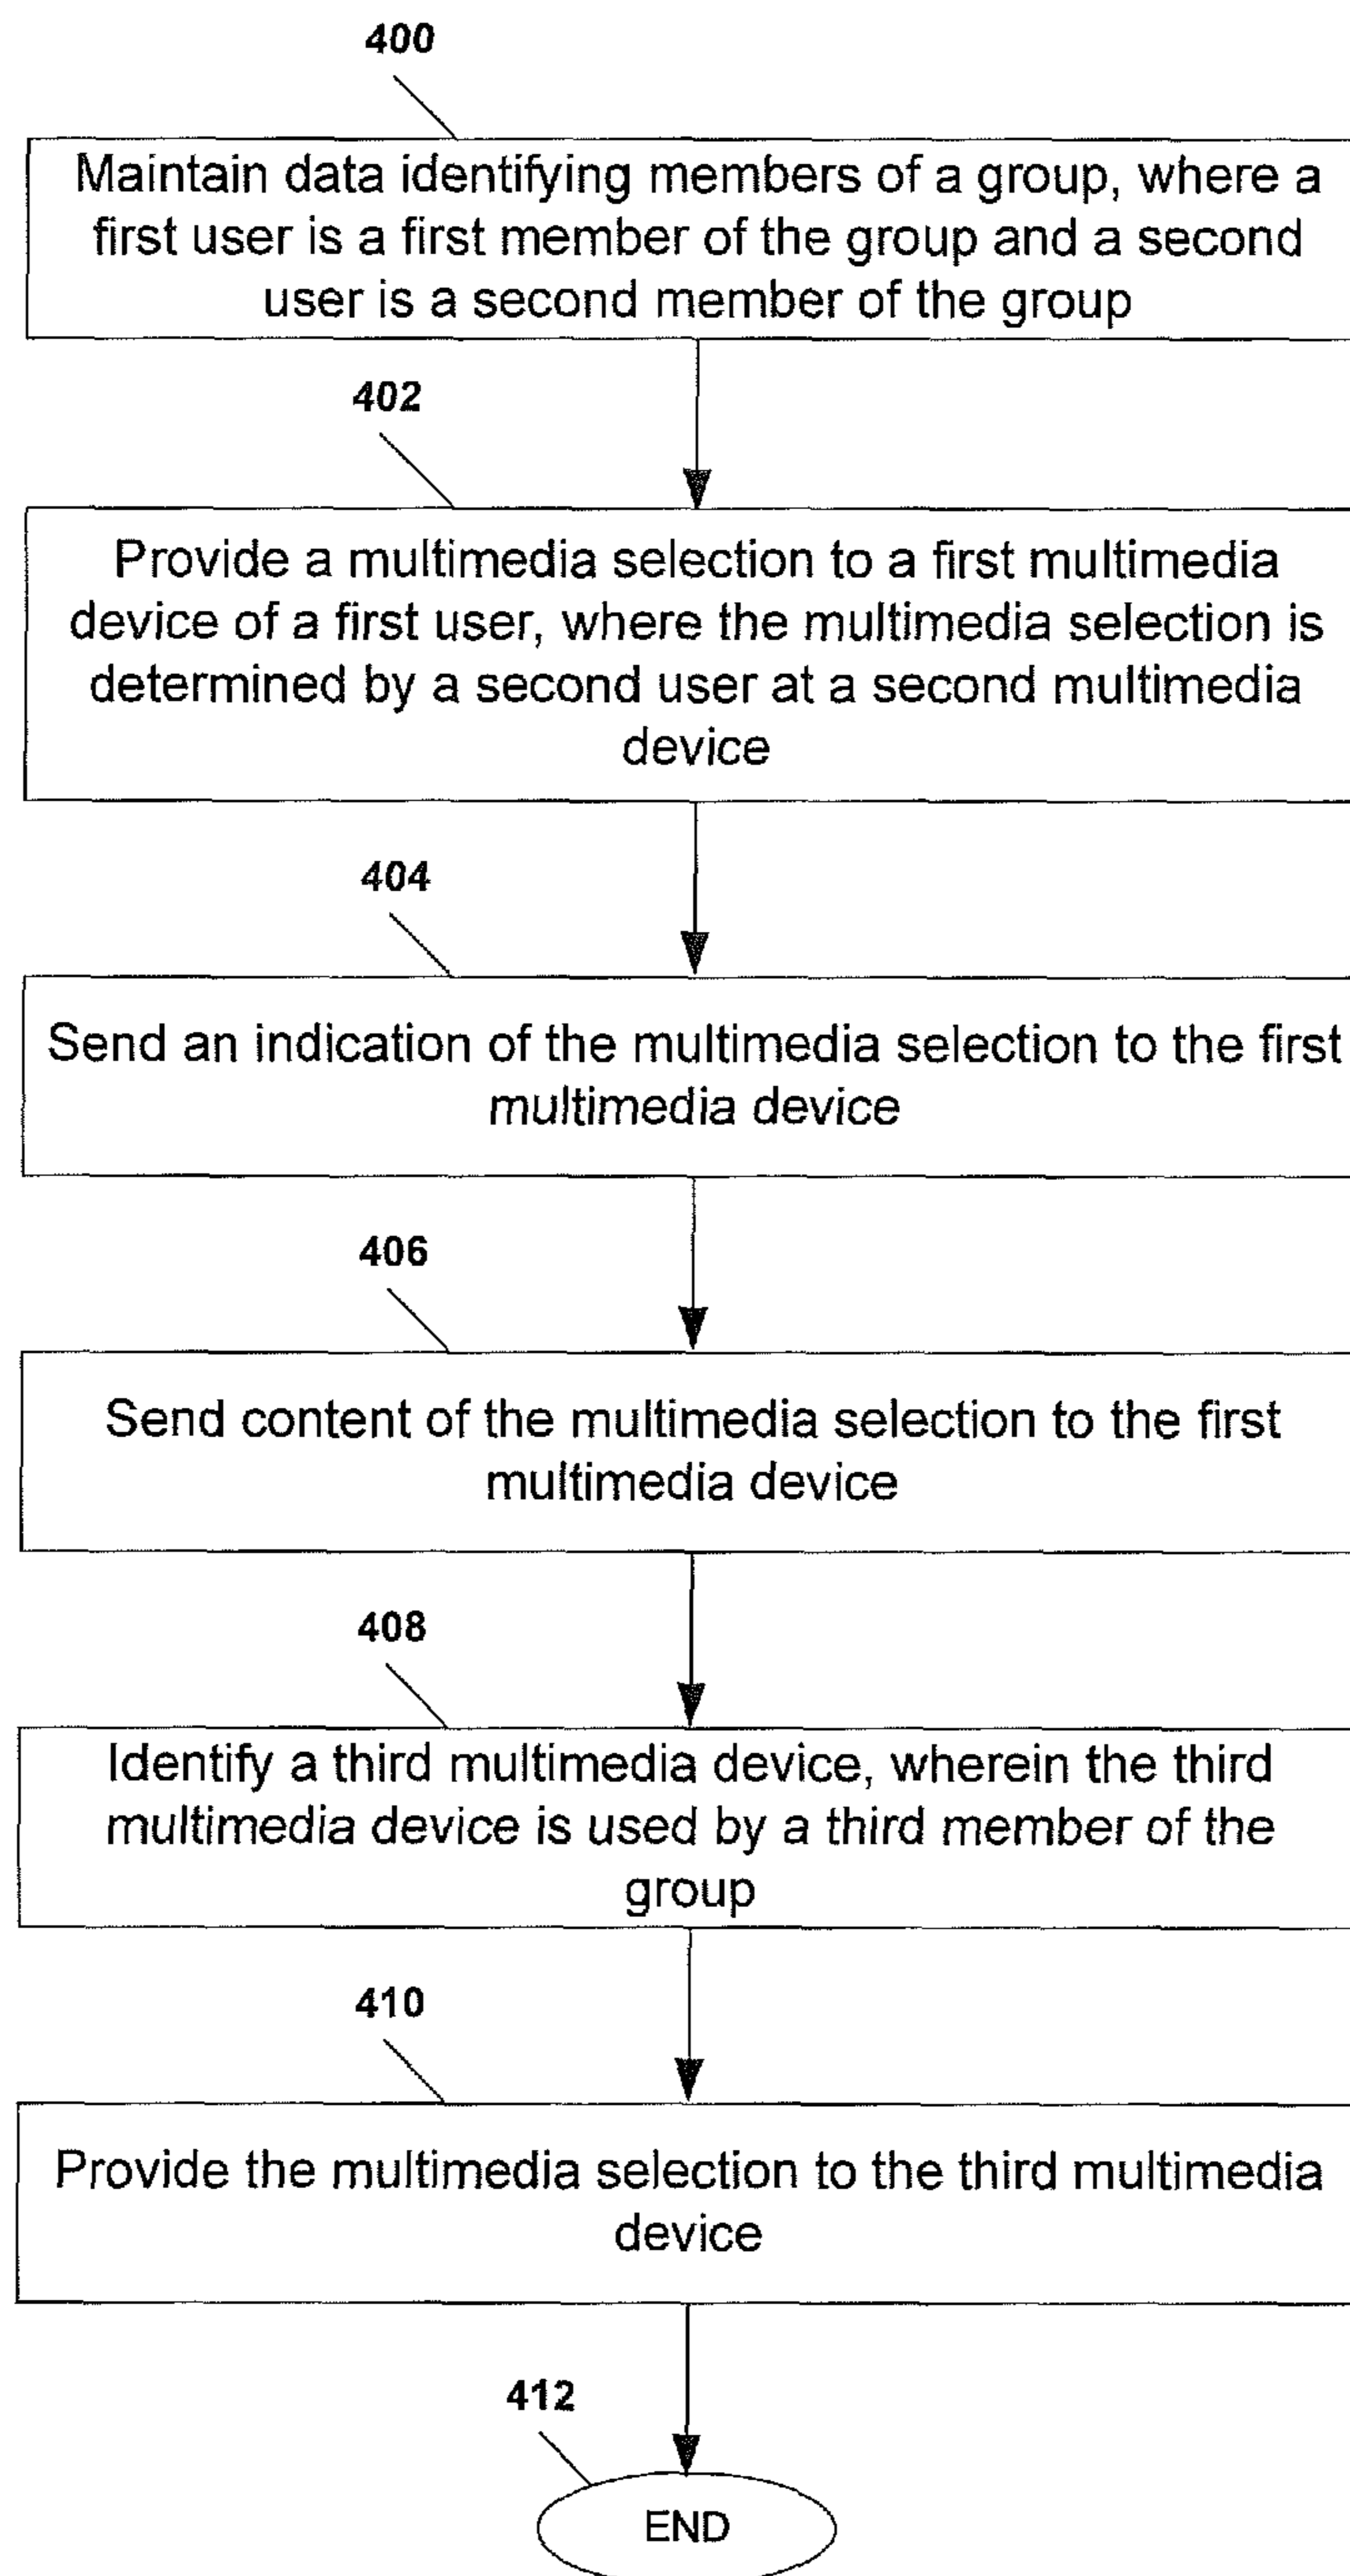 400
Maintain data identifying members of a group, where a
first user is a first member of the group and a second
user is a second member of the group
402
Provide a multimedia selection to a first multimedia
device of a first user, where the multimedia selection is
determined by a second user at a second multimedia
device
404
Send an indication of the multimedia selection to the first
multimedia device
406
Send content of the multimedia selection to the first
multimedia device
408
Identify a third multimedia device, wherein the third
multimedia device is used by a third member of the
group
410
Provide the multimedia selection to the third multimedia
device
412
END